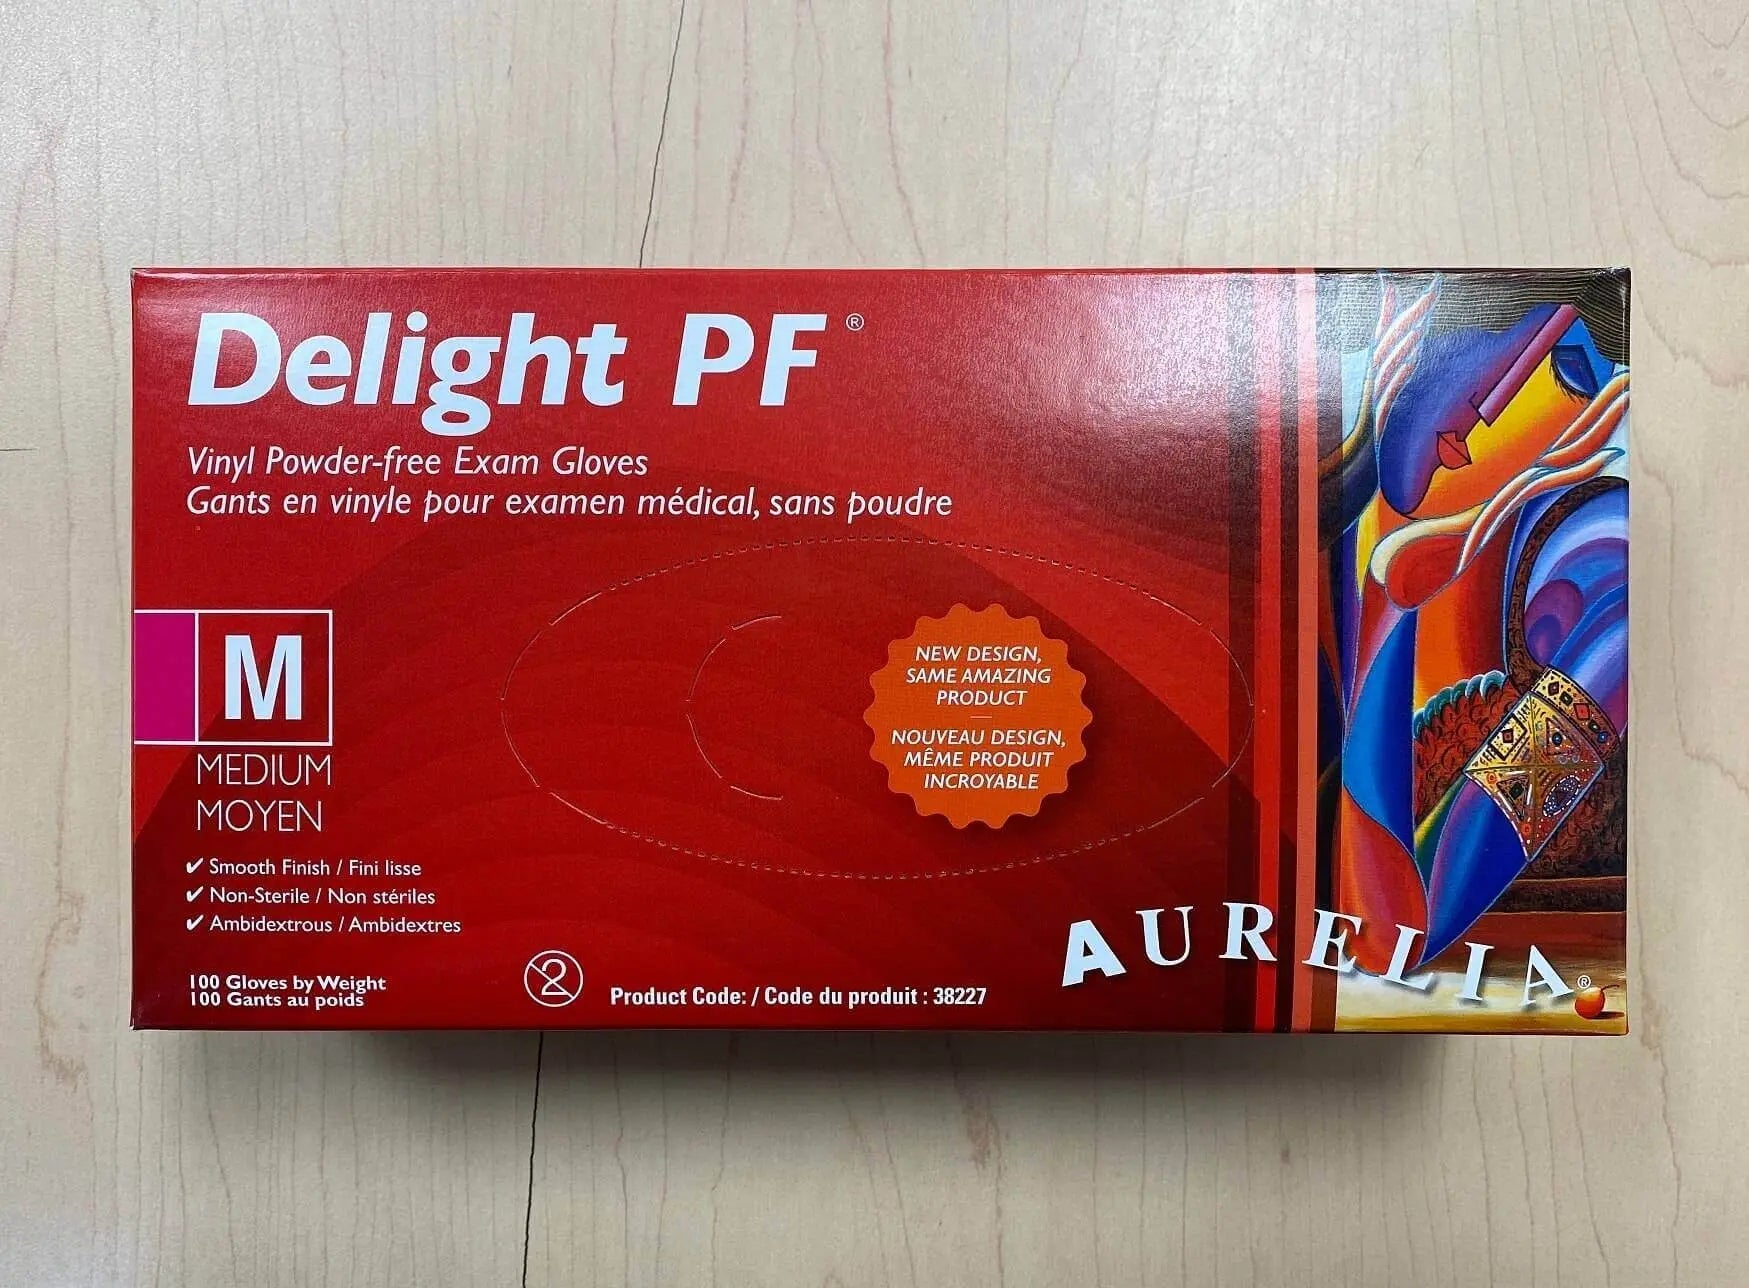 Delight PF®
Vinyl Powder-free Exam Gloves
Gants en vinyle pour examen médical, sans poudre
NEW DESIGN,
SAME AMAZING
PRODUCT
NOUVEAU DESIGN,
MÊME PRODUIT
INCROYABLE
M
MEDIUM
MOYEN
✔ Smooth Finish / Fini lisse
✔ Non-Sterile / Non stériles
✔ Ambidextrous / Ambidextres
100 Gloves by Weight
100 Gants au poids
2
Product Code: / Code du produit : 38227
AURELIA®